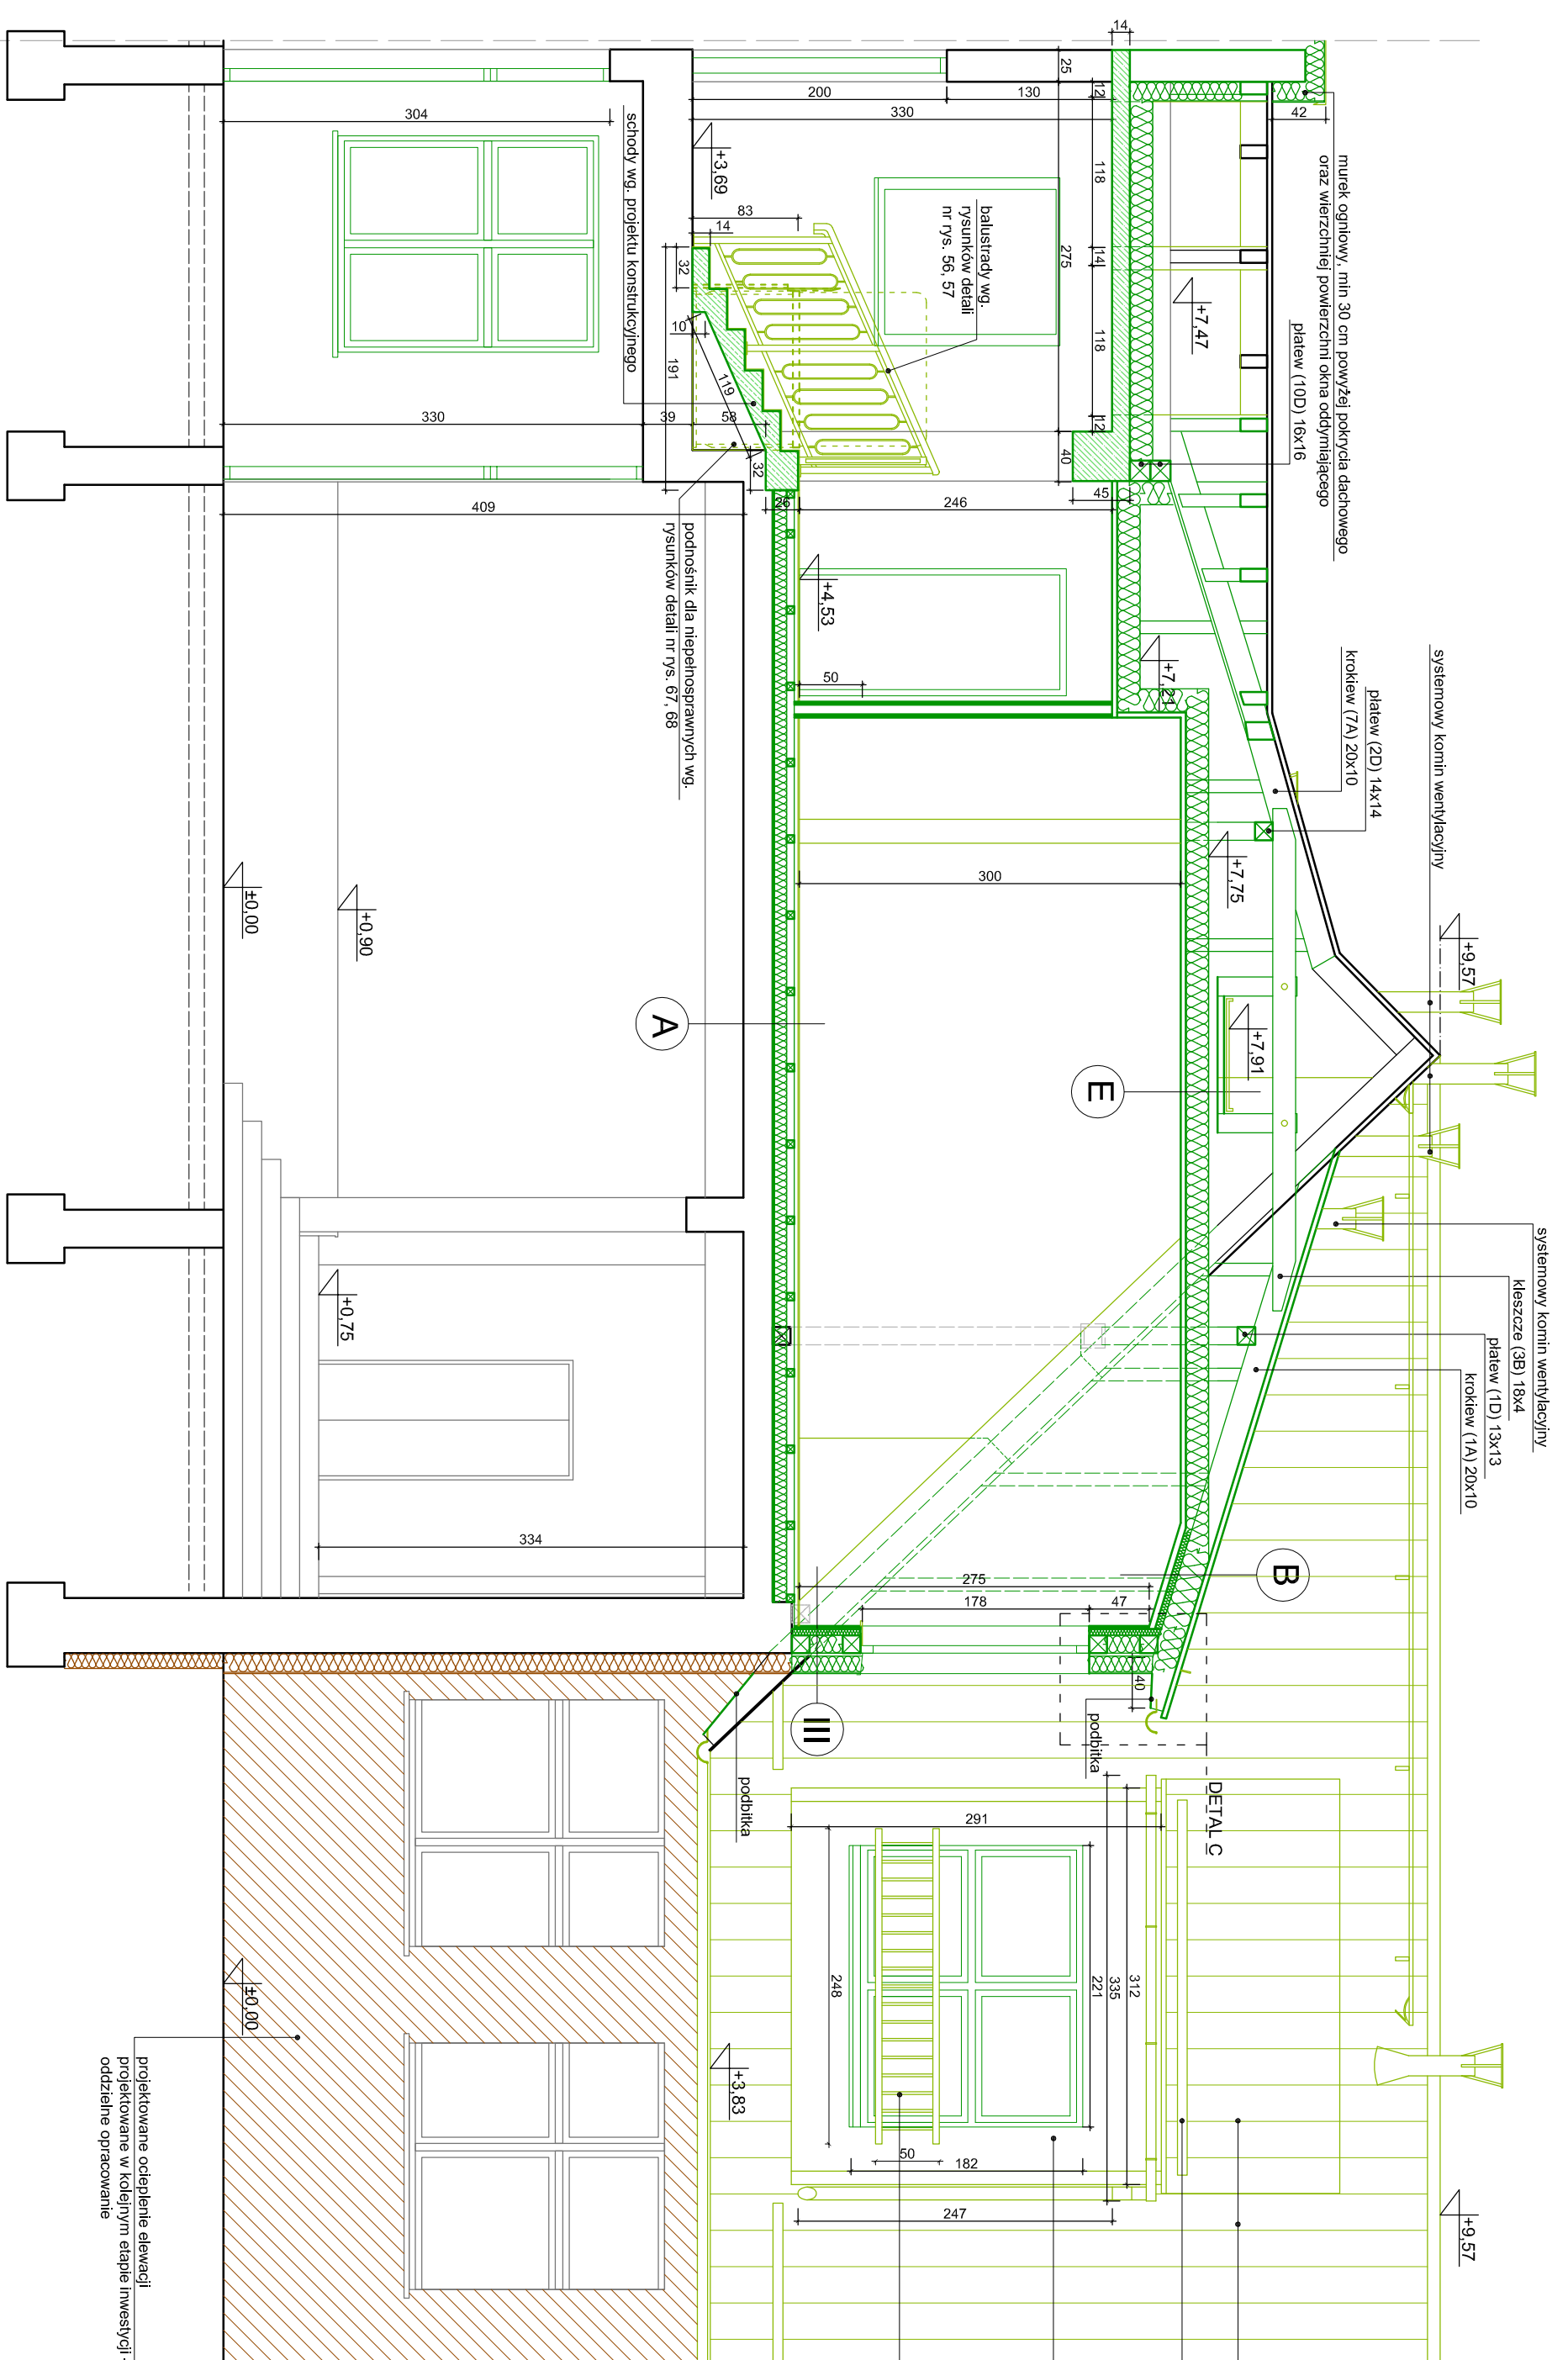 murek ogniowy, min 30 cm powyżej pokrycia dachowego
oraz wierzchniej powierzchni okna oddymiającego
płatew (10D) 16x16
systemowy komin wentylacyjny
płatew (2D) 14x14
krokiew (7A) 20x10
systemowy komin wentylacyjny
kleszcze (3B) 18x4
płatew (1D) 13x13
krokiew (1A) 20x10
+9,57
+9,57
+7,47
+7,21
+7,75
+7,91
+3,69
+4,53
+3,83
+0,90
+0,75
±0,00
±0,00
balustrady wg.
rysunków detali
nr rys. 56, 57
schody wg. projektu konstrukcyjnego
podnośnik dla niepełnosprawnych wg.
rysunków detali nr rys. 67, 68
A
E
B
III
DETAL C
podbitka
podbitka
projektowane ocieplenie elewacji
projektowane w kolejnym etapie inwestycji -
oddzielne opracowanie
14
25
12
118
14
118
12
42
200
130
330
275
40
45
246
304
83
14
32
10
191
119
58
39
330
32
26
409
50
300
334
275
178
47
40
291
248
221
335
312
50
182
247